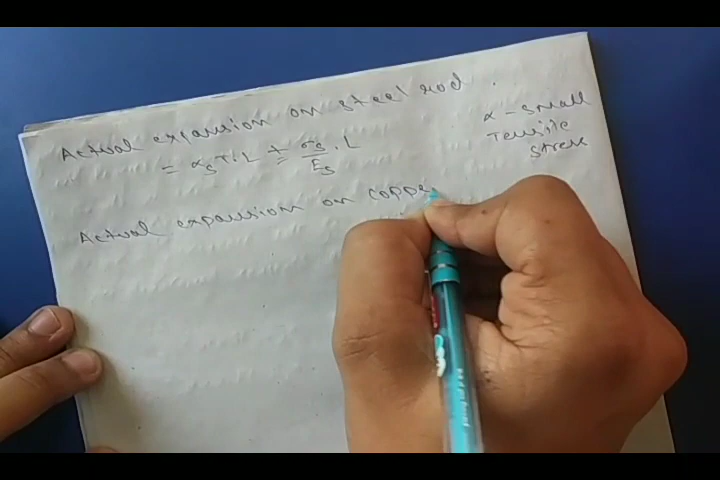 Actual expansion on steel rod.
= αₛ T. L + σₛ/Eₛ . L
α - small
Tensile
stress
Actual expansion on coppe